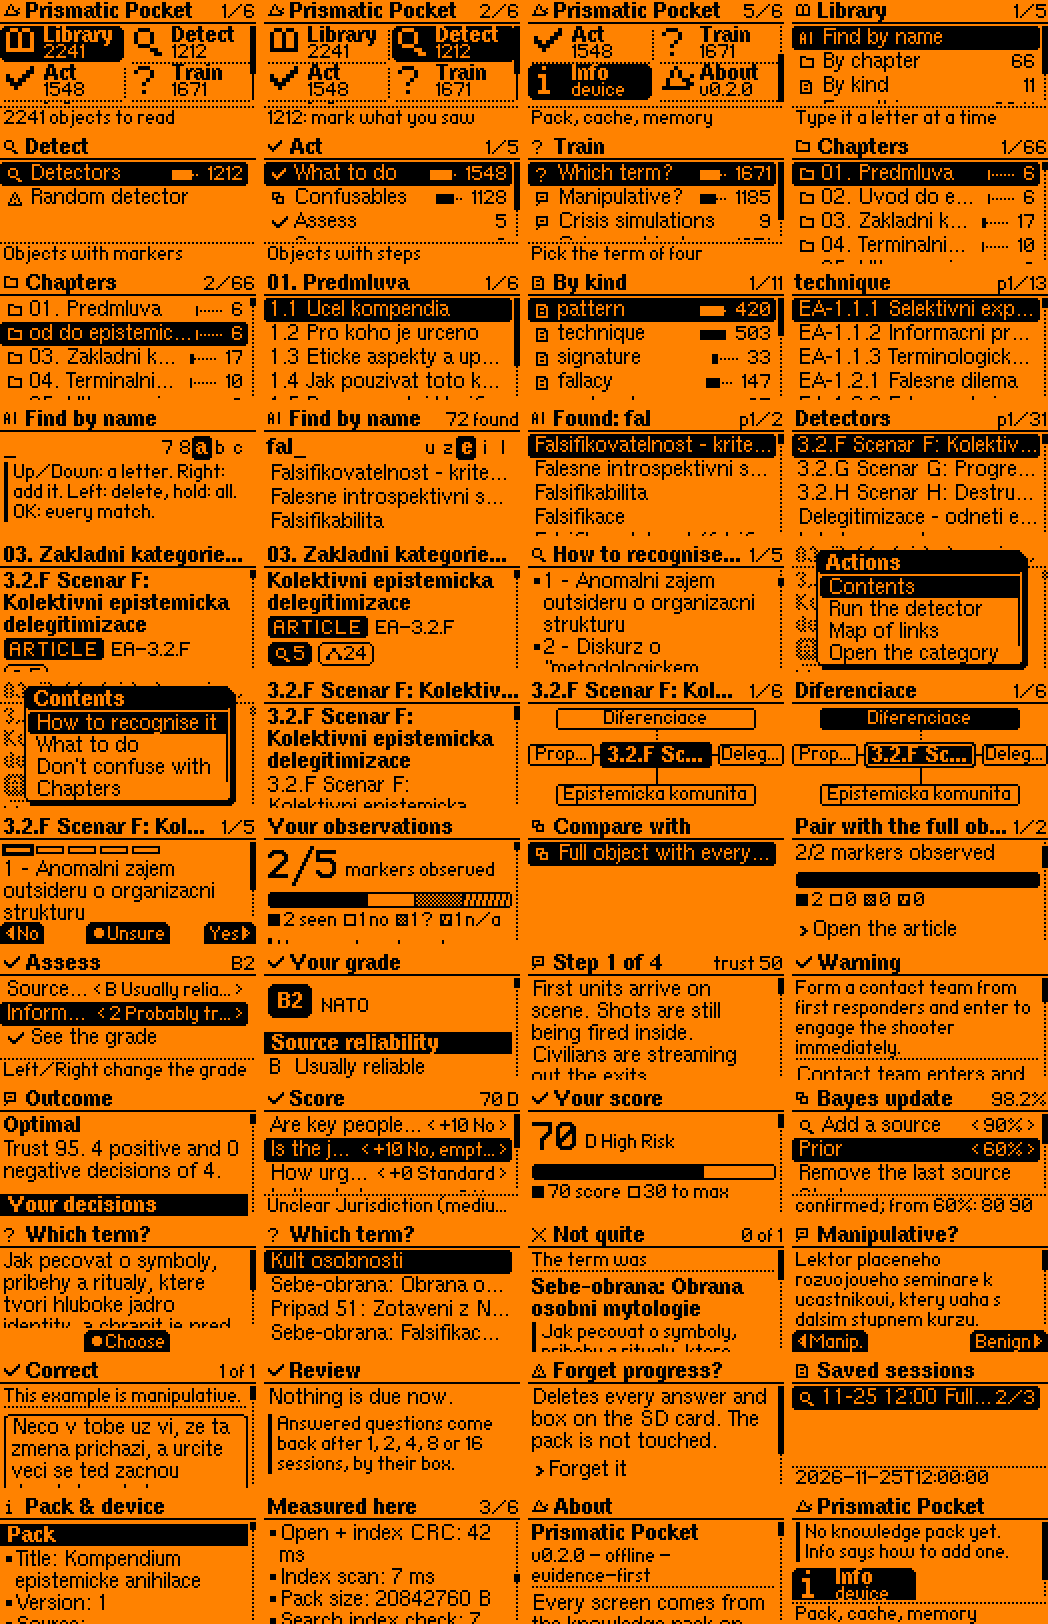 Prismatic Pocket 1/6
Library
2241
Detect
1212
Act
1548
Train
1671
2241 objects to read
Prismatic Pocket 2/6
Library
2241
Detect
1212
Act
1548
Train
1671
1212: mark what you saw
Prismatic Pocket 5/6
Act
1548
Train
1671
Info
device
About
v0.2.0
Pack, cache, memory
Library 1/5
Find by name
By chapter 66
By kind 11
Type it a letter at a time
Detect
Detectors 1212
Random detector
Objects with markers
Act 1/5
What to do 1548
Confusables 1128
Assess 5
Objects with steps
Train 1/6
Which term? 1671
Manipulative? 1185
Crisis simulations 9
Pick the term of four
Chapters 1/66
01. Predmluva 6
02. Uvod do e... 6
03. Zakladni k... 17
04. Terminalni... 10
Chapters 2/66
01. Predmluva 6
od do epistemic... 6
03. Zakladni k... 17
04. Terminalni... 10
01. Predmluva 1/6
1.1 Ucel kompendia
1.2 Pro koho je urceno
1.3 Eticke aspekty a up...
1.4 Jak pouzivat toto k...
By kind 1/11
pattern 420
technique 503
signature 33
fallacy 147
technique p1/13
EA-1.1.1 Selektivni exp...
EA-1.1.2 Informacni pr...
EA-1.1.3 Terminologick...
EA-1.2.1 Falesne dilema
AI Find by name
_ 7 8 a b c
Up/Down: a letter. Right:
add it. Left: delete, hold: all.
OK: every match.
AI Find by name 72 found
fal_ u z e i l
Falsifikovatelnost - krite...
Falesne introspektivni s...
Falsifikabilita
AI Found: fal p1/2
Falsifikovatelnost - krite...
Falesne introspektivni s...
Falsifikabilita
Falsifikace
Detectors p1/31
3.2.F Scenar F: Kolektiv...
3.2.G Scenar G: Progre...
3.2.H Scenar H: Destru...
Delegitimizace - odneti e...
03. Zakladni kategorie...
3.2.F Scenar F:
Kolektivni epistemicka
delegitimizace
ARTICLE EA-3.2.F
03. Zakladni kategorie...
Kolektivni epistemicka
delegitimizace
ARTICLE EA-3.2.F
5 24
How to recognise... 1/5
1 - Anomalni zajem
outsideru o organizacni
strukturu
2 - Diskurz o
"metodologickem
Actions
Contents
Run the detector
Map of links
Open the category
Contents
How to recognise it
What to do
Don't confuse with
Chapters
3.2.F Scenar F: Kolektiv...
3.2.F Scenar F:
Kolektivni epistemicka
delegitimizace
3.2.F Scenar F:
Kolektivni epistemicka
3.2.F Scenar F: Kol... 1/6
Diferenciace
Prop... 3.2.F Sc... Deleg...
Epistemicka komunita
Diferenciace 1/6
Diferenciace
Prop... 3.2.F Sc... Deleg...
Epistemicka komunita
3.2.F Scenar F: Kol... 1/5
1 - Anomalni zajem
outsideru o organizacni
strukturu
No Unsure Yes
Your observations
2/5 markers observed
2 seen 1 no 1 ? 1 n/a
Compare with
Full object with every...
Pair with the full ob... 1/2
2/2 markers observed
2 0 0 0
Open the article
Assess B2
Source... < B Usually relia... >
Inform... < 2 Probably tr... >
See the grade
Left/Right change the grade
Your grade
B2 NATO
Source reliability
B Usually reliable
Step 1 of 4 trust 50
First units arrive on
scene. Shots are still
being fired inside.
Civilians are streaming
out the exits
Warning
Form a contact team from
first responders and enter to
engage the shooter
immediately.
Contact team enters and
Outcome
Optimal
Trust 95. 4 positive and 0
negative decisions of 4.
Your decisions
Score 70 D
Are key people... < +10 No >
Is the j... < +10 No, empt... >
How urg... < +0 Standard >
Unclear Jurisdiction (mediu...
Your score
70 D High Risk
70 score 30 to max
Bayes update 98.2%
Add a source < 90% >
Prior < 60% >
Remove the last source
confirmed; from 60%: 80 90
Which term?
Jak pecovat o symboly,
pribehy a ritualy, ktere
tvori hluboke jadro
identity, a chranit je pred
Choose
Which term?
Kult osobnosti
Sebe-obrana: Obrana o...
Pripad 51: Zotaveni z N...
Sebe-obrana: Falsifikac...
Not quite 0 of 1
The term was
Sebe-obrana: Obrana
osobni mytologie
Jak pecovat o symboly,
pribehy a ritualy, ktere
Manipulative?
Lektor placeneho
rozvojoveho seminare k
ucastnikovi, ktery vaha s
dalsim stupnem kurzu.
Manip. Benign
Correct 1 of 1
This example is manipulative.
Neco v tobe uz vi, ze ta
zmena prichazi, a urcite
veci se ted zacnou
Review
Nothing is due now.
Answered questions come
back after 1, 2, 4, 8 or 16
sessions, by their box.
Forget progress?
Deletes every answer and
box on the SD card. The
pack is not touched.
Forget it
Saved sessions
11-25 12:00 Full... 2/3
2026-11-25T12:00:00
Pack & device
Pack
Title: Kompendium
epistemicke anihilace
Version: 1
Source:
Measured here 3/6
Open + index CRC: 42
ms
Index scan: 7 ms
Pack size: 20842760 B
Search index check: 7
About
Prismatic Pocket
v0.2.0 - offline -
evidence-first
Every screen comes from
the knowledge pack on
Prismatic Pocket
No knowledge pack yet.
Info says how to add one.
Info
device
Pack, cache, memory